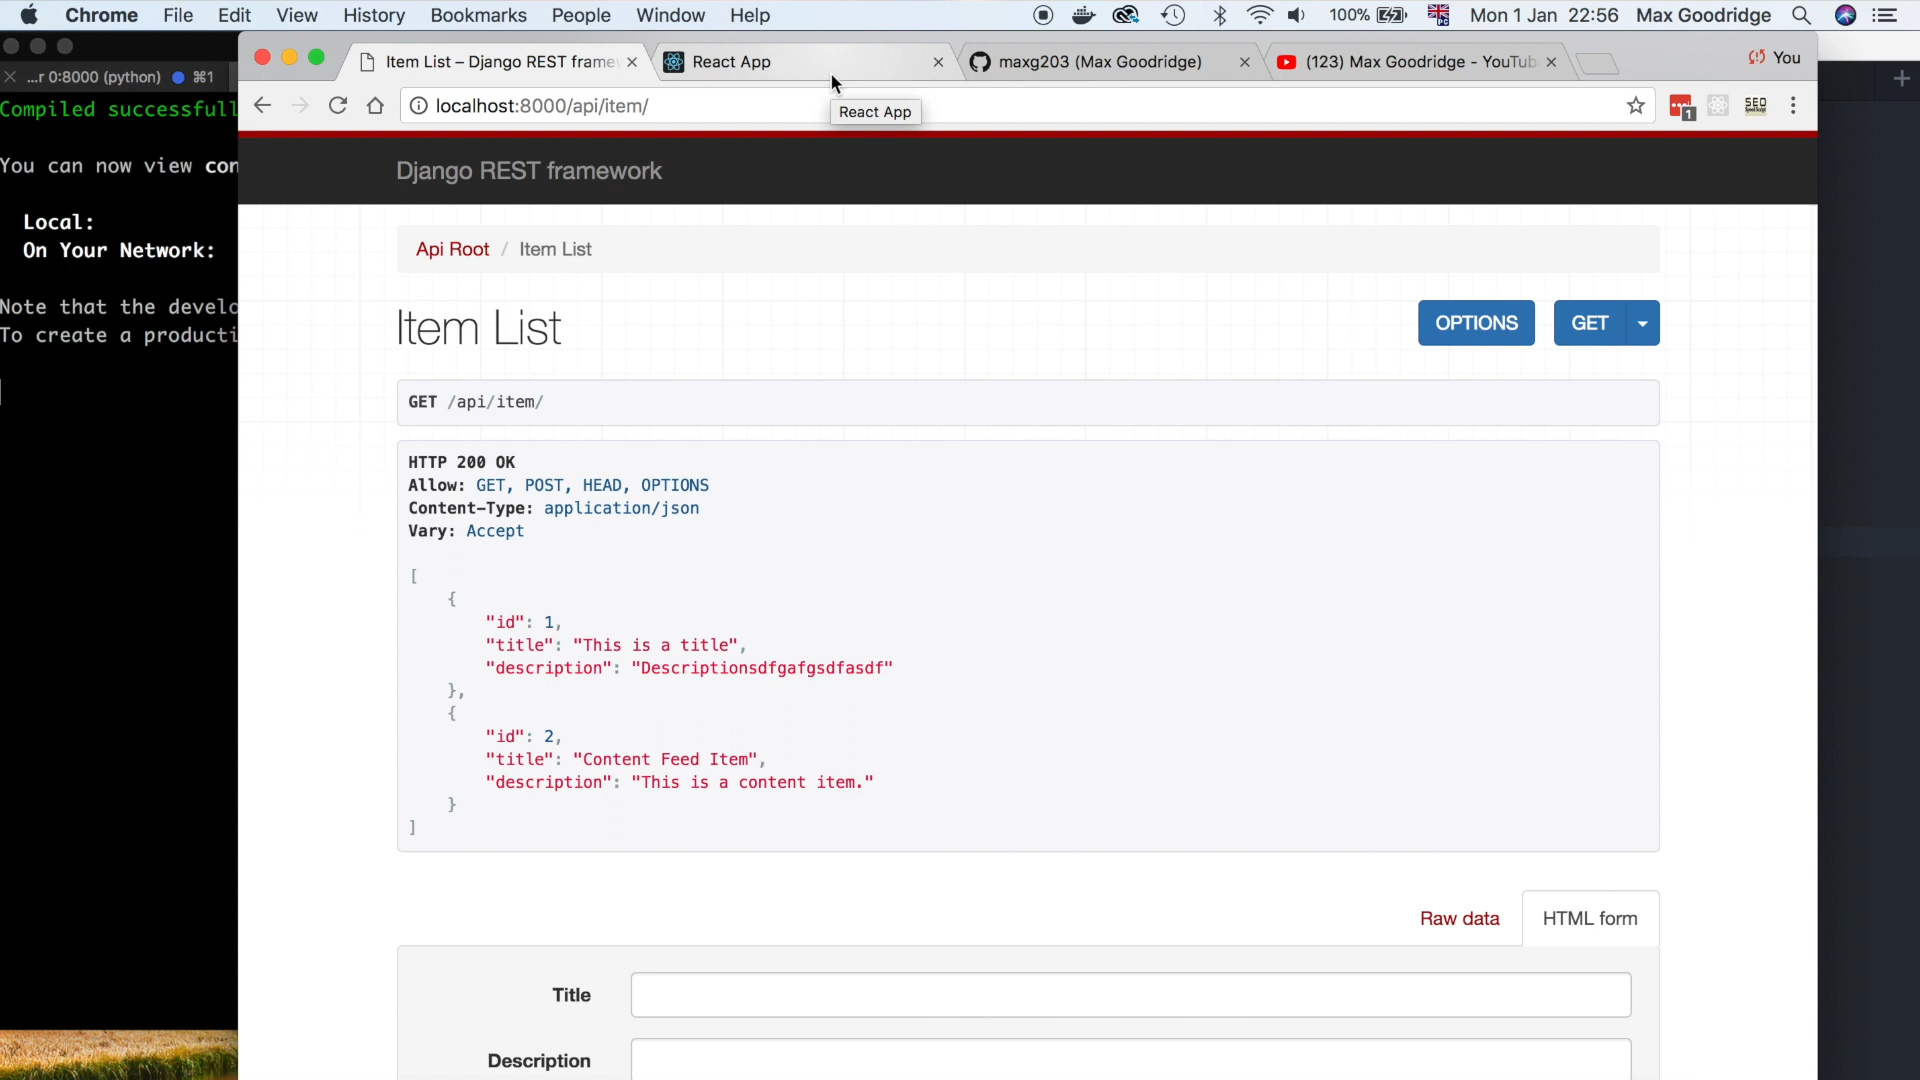 Chrome File Edit View History Bookmarks People Window Help 100% Mon 1 Jan 22:56 Max Goodridge
...r 0:8000 (python) ⌘1
Item List – Django REST frame
React App
maxg203 (Max Goodridge)
(123) Max Goodridge - YouTub
You
localhost:8000/api/item/
React App
1
SEO
Compiled successfull
You can now view con
Local:
On Your Network:
Note that the develo
To create a producti
Django REST framework
Api Root / Item List
Item List
OPTIONS
GET
GET /api/item/
HTTP 200 OK
Allow: GET, POST, HEAD, OPTIONS
Content-Type: application/json
Vary: Accept
[
{
"id": 1,
"title": "This is a title",
"description": "Descriptionsdfgafgsdfasdf"
},
{
"id": 2,
"title": "Content Feed Item",
"description": "This is a content item."
}
]
Raw data
HTML form
Title
Description